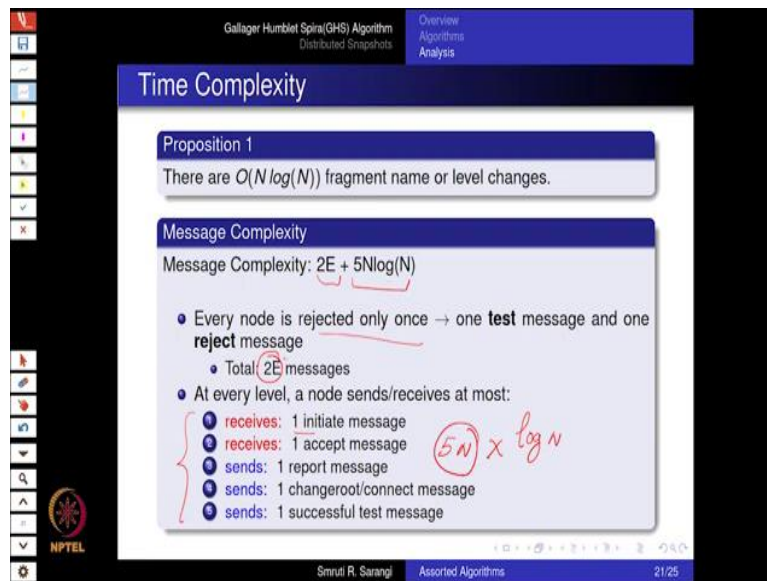 Gallager Humblet Spira(GHS) Algorithm
Distributed Snapshots
Overview
Algorithms
Analysis
Time Complexity
Proposition 1
There are O(N log(N)) fragment name or level changes.
Message Complexity
Message Complexity: 2E + 5Nlog(N)
Every node is rejected only once → one test message and one
reject message
Total: 2E messages
At every level, a node sends/receives at most:
1 receives: 1 initiate message
2 receives: 1 accept message
3 sends: 1 report message
4 sends: 1 changeroot/connect message
5 sends: 1 successful test message
5N × log N
NPTEL
Smruti R. Sarangi
Assorted Algorithms
21/25